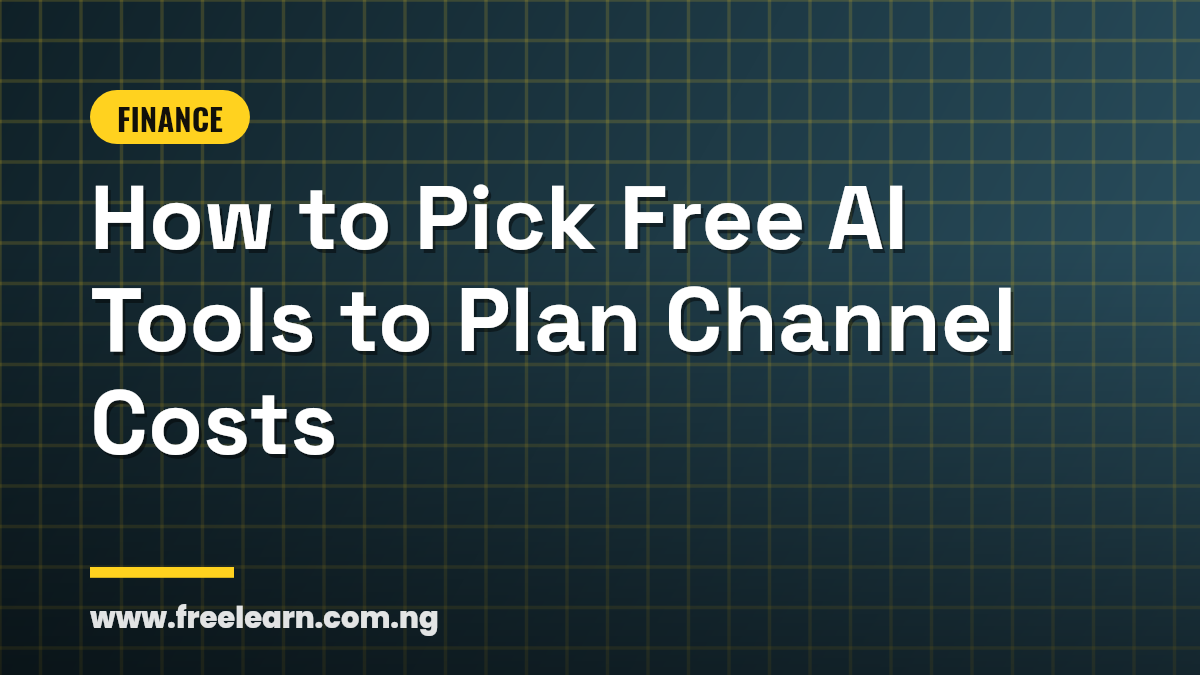 FINANCE
How to Pick Free AI
Tools to Plan Channel
Costs
www.freelearn.com.ng